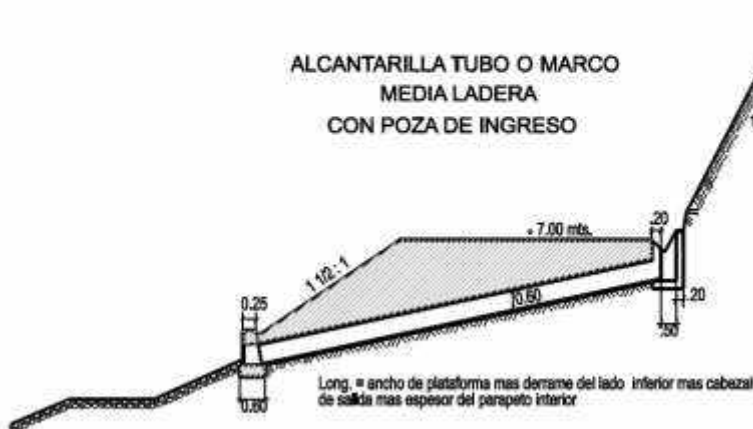 ALCANTARILLA TUBO O MARCO
MEDIA LADERA
CON POZA DE INGRESO
.20
+ 7.00 mts.
1 1/2 : 1
0.25
0.60
.20
.50
0.60
Long. = ancho de plataforma mas derrame del lado inferior mas cabezal
de salida mas espesor del parapeto interior